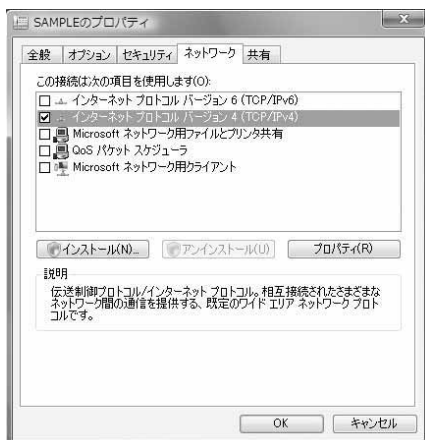 SAMPLEのプロパティ
全般 オプション セキュリティ ネットワーク 共有
この接続は次の項目を使用します(O):
インターネット プロトコル バージョン 6 (TCP/IPv6)
インターネット プロトコル バージョン 4 (TCP/IPv4)
Microsoft ネットワーク用ファイルとプリンタ共有
QoS パケット スケジューラ
Microsoft ネットワーク用クライアント
インストール(N)... アンインストール(U) プロパティ(R)
説明
伝送制御プロトコル/インターネット プロトコル。相互接続されたさまざまな
ネットワーク間の通信を提供する、既定のワイド エリア ネットワーク プロト
コルです。
OK キャンセル